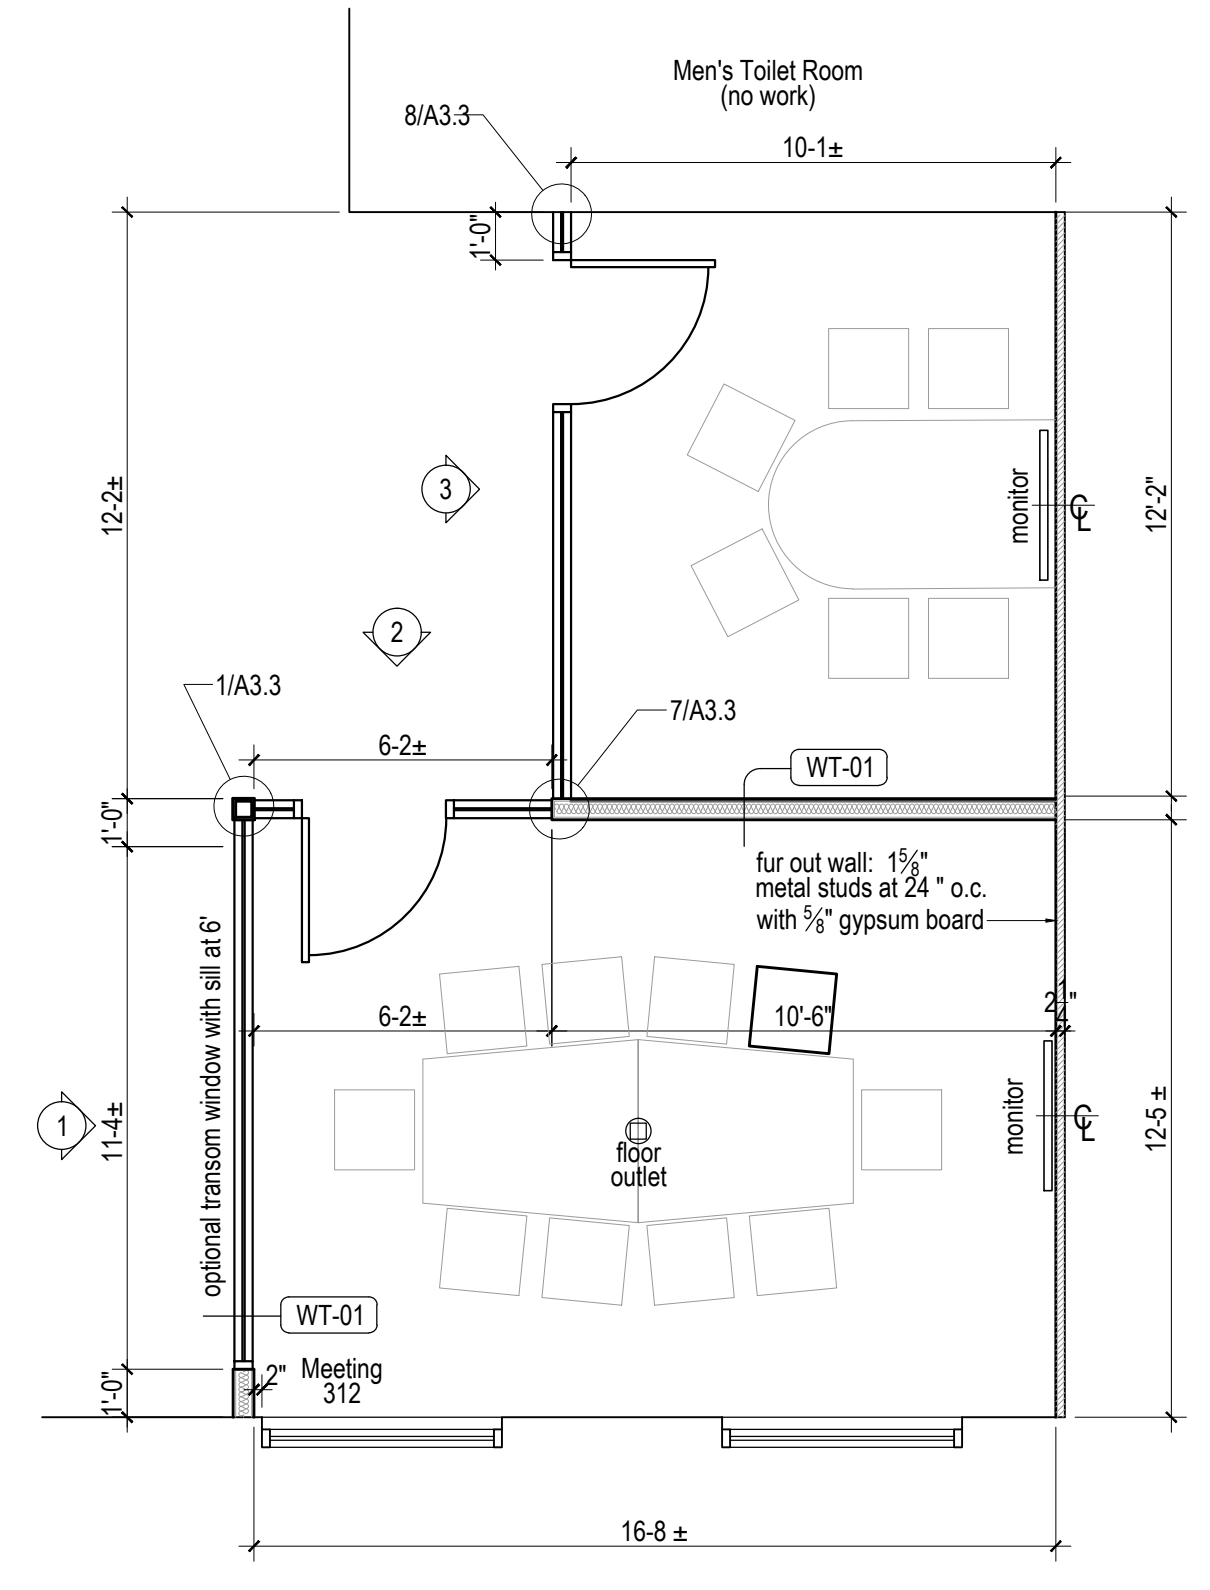 Men's Toilet Room
(no work)
8/A3.3
10-1±
1'-0"
12-2±
3
monitor
℄
12'-2"
2
1/A3.3
7/A3.3
6-2±
WT-01
1'-0"
fur out wall: 1⅝"
metal studs at 24 " o.c.
with ⅝" gypsum board
optional transom window with sill at 6'
6-2±
10'-6"
1
11-4±
floor
outlet
monitor
℄
12-5 ±
WT-01
1'-0"
2"
Meeting
312
16-8 ±